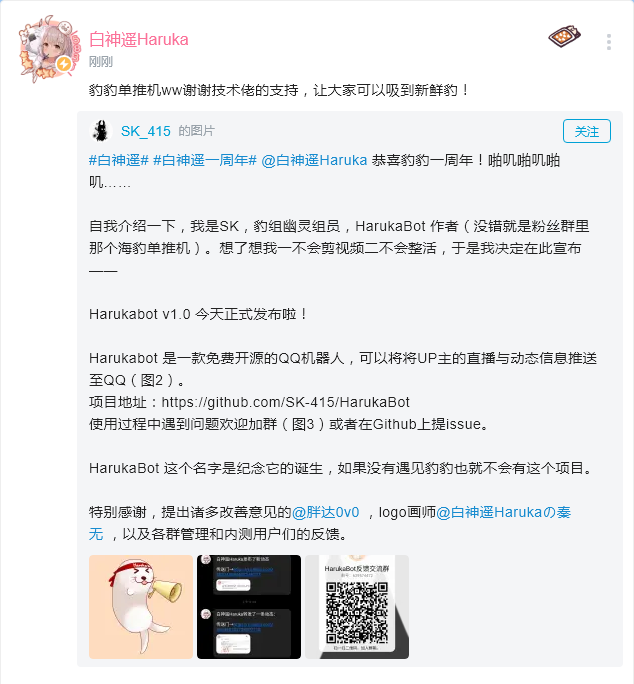 白神遥Haruka
刚刚
豹豹单推机ww谢谢技术佬的支持，让大家可以吸到新鲜豹！
SK_415 的图片
关注
#白神遥# #白神遥一周年# @白神遥Haruka 恭喜豹豹一周年！啪叽啪叽啪
叽……
自我介绍一下，我是SK，豹组幽灵组员，HarukaBot 作者（没错就是粉丝群里
那个海豹单推机）。想了想我一不会剪视频二不会整活，于是我决定在此宣布
——
Harukabot v1.0 今天正式发布啦！
Harukabot 是一款免费开源的QQ机器人，可以将将UP主的直播与动态信息推送
至QQ（图2）。
项目地址：https://github.com/SK-415/HarukaBot
使用过程中遇到问题欢迎加群（图3）或者在Github上提issue。
HarukaBot 这个名字是纪念它的诞生，如果没有遇见豹豹也就不会有这个项目。
特别感谢，提出诸多改善意见的@胖达0v0 ，logo画师@白神遥Harukaの秦
无 ，以及各群管理和内测用户们的反馈。
HARUKA
HarukaBot反馈交流群